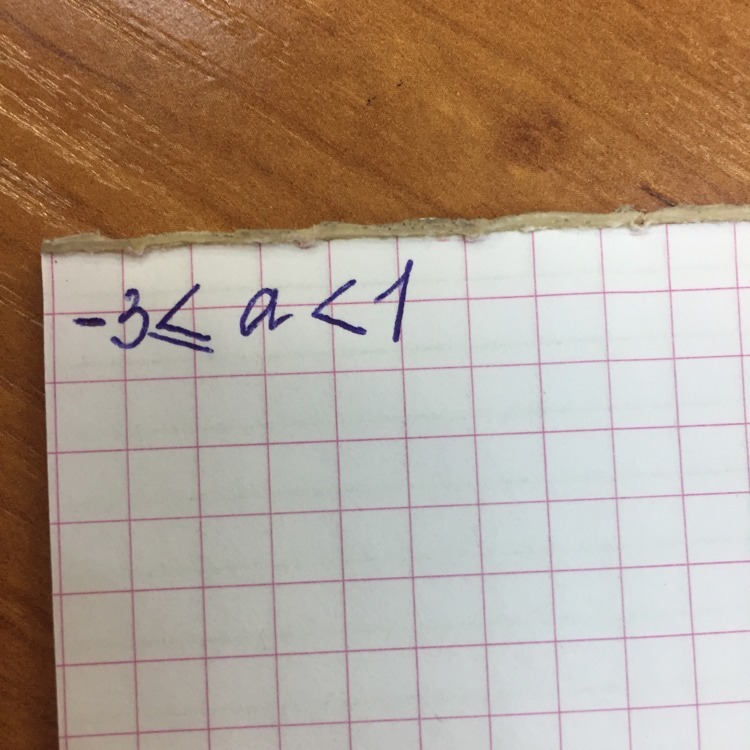 -3 ≤ a < 1